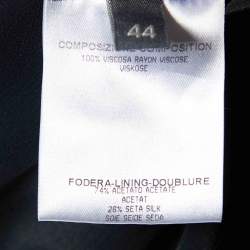 44
COMPOSIZIONE COMPOSITION
100% VISCOSA RAYON VISCOSE
VISKOSE
FODERA-LINING-DOUBLURE
74% ACETATO ACETATE
ACETAT
26% SETA SILK
SOIE SEIDE SEDA